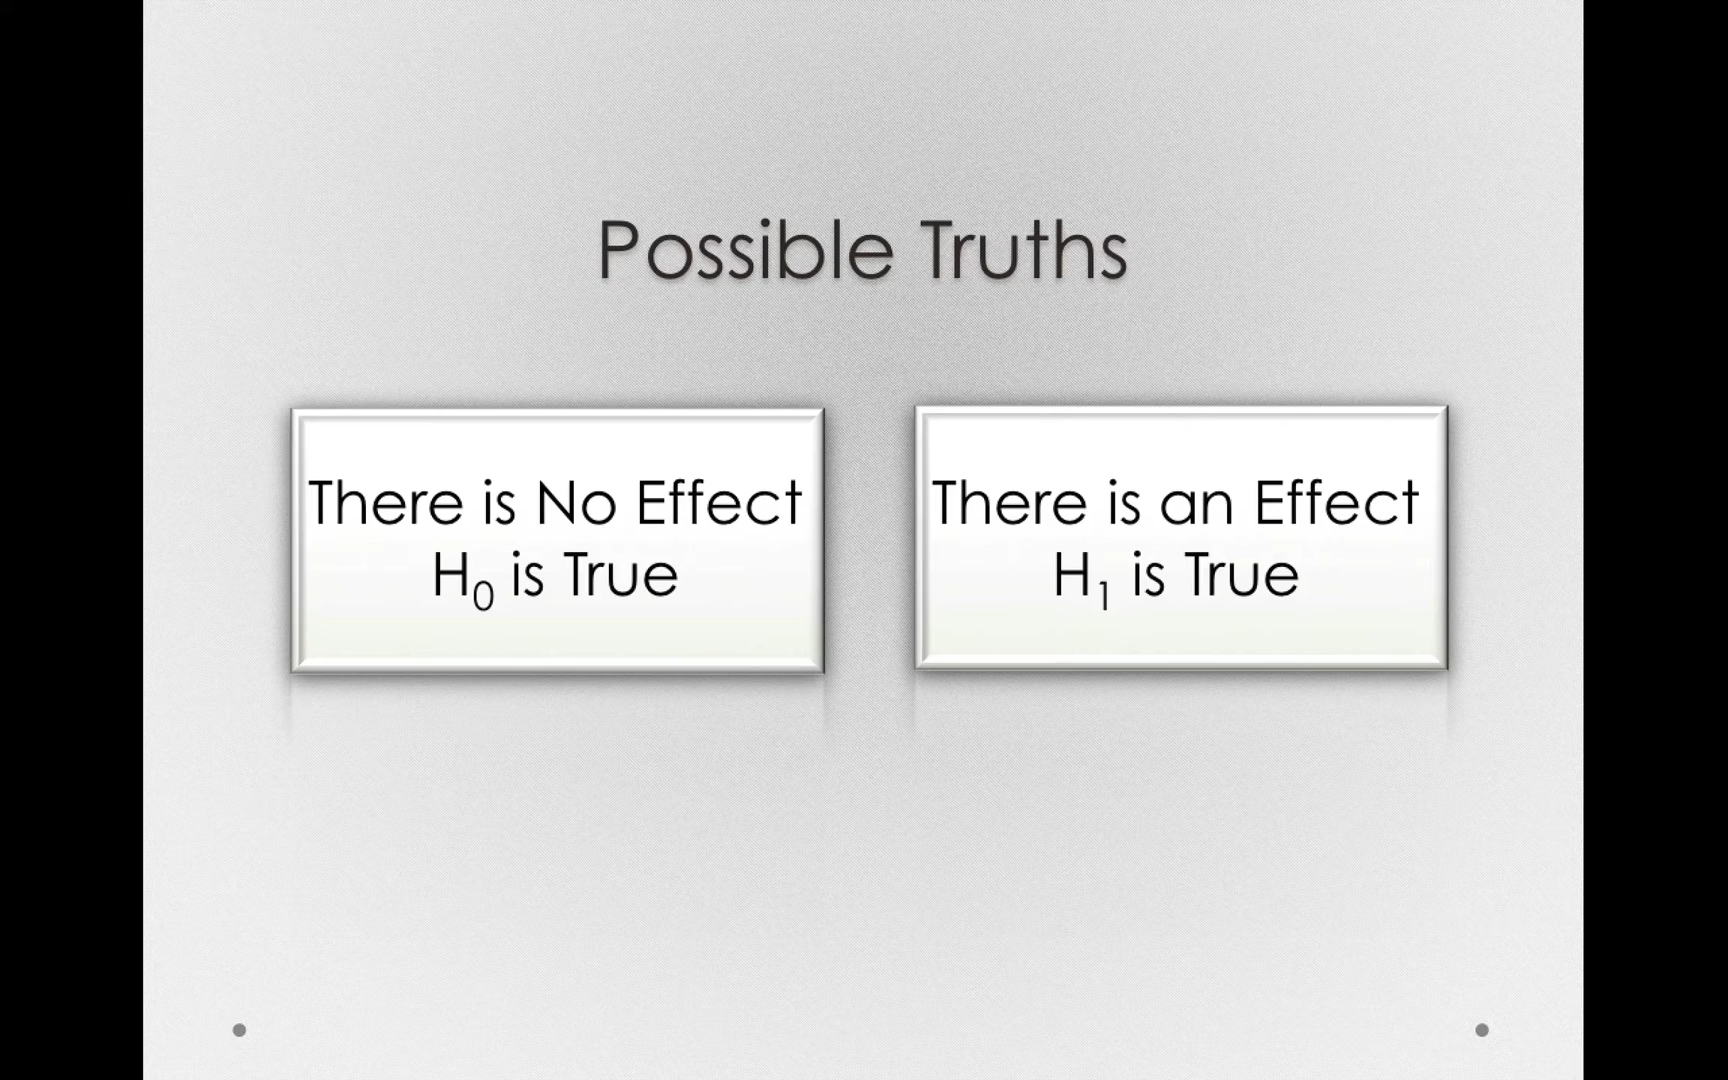 Possible Truths
There is No Effect
H₀ is True
There is an Effect
H₁ is True